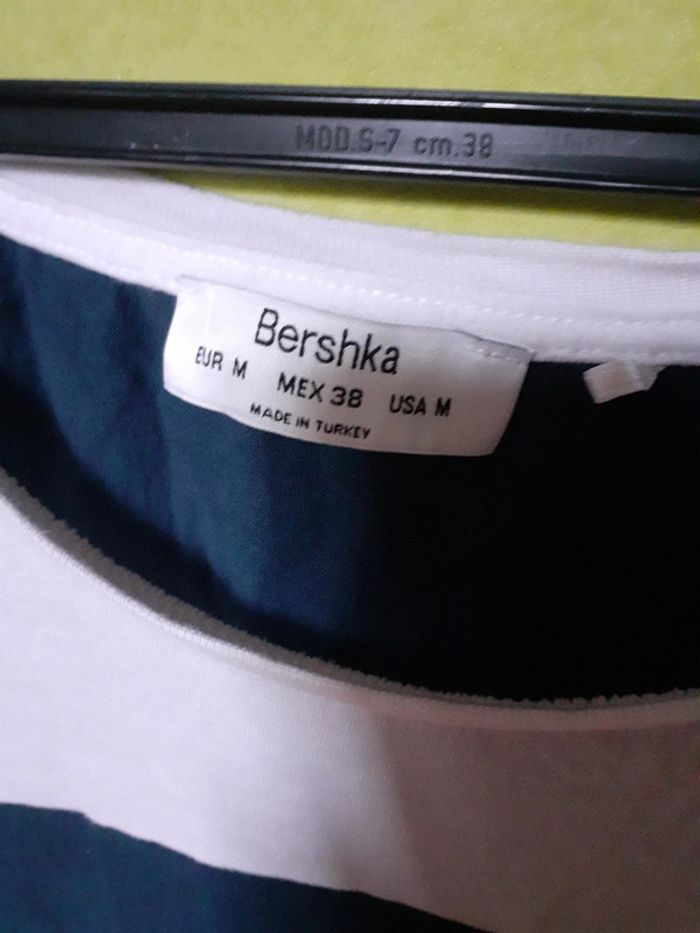 MOD.S-7 cm.38
Bershka
EUR M MEX 38 USA M
MADE IN TURKEY